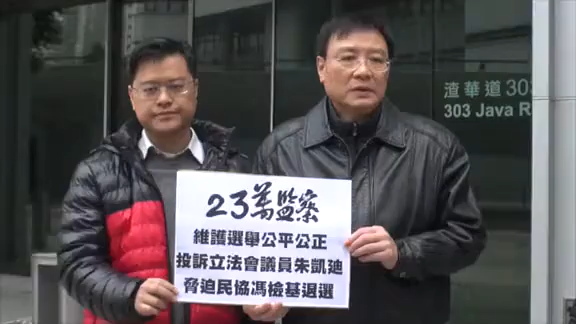 渣華道303
303 Java R
23萬監察
維護選舉公平公正
投訴立法會議員朱凱迪
脅迫民協馮檢基退選